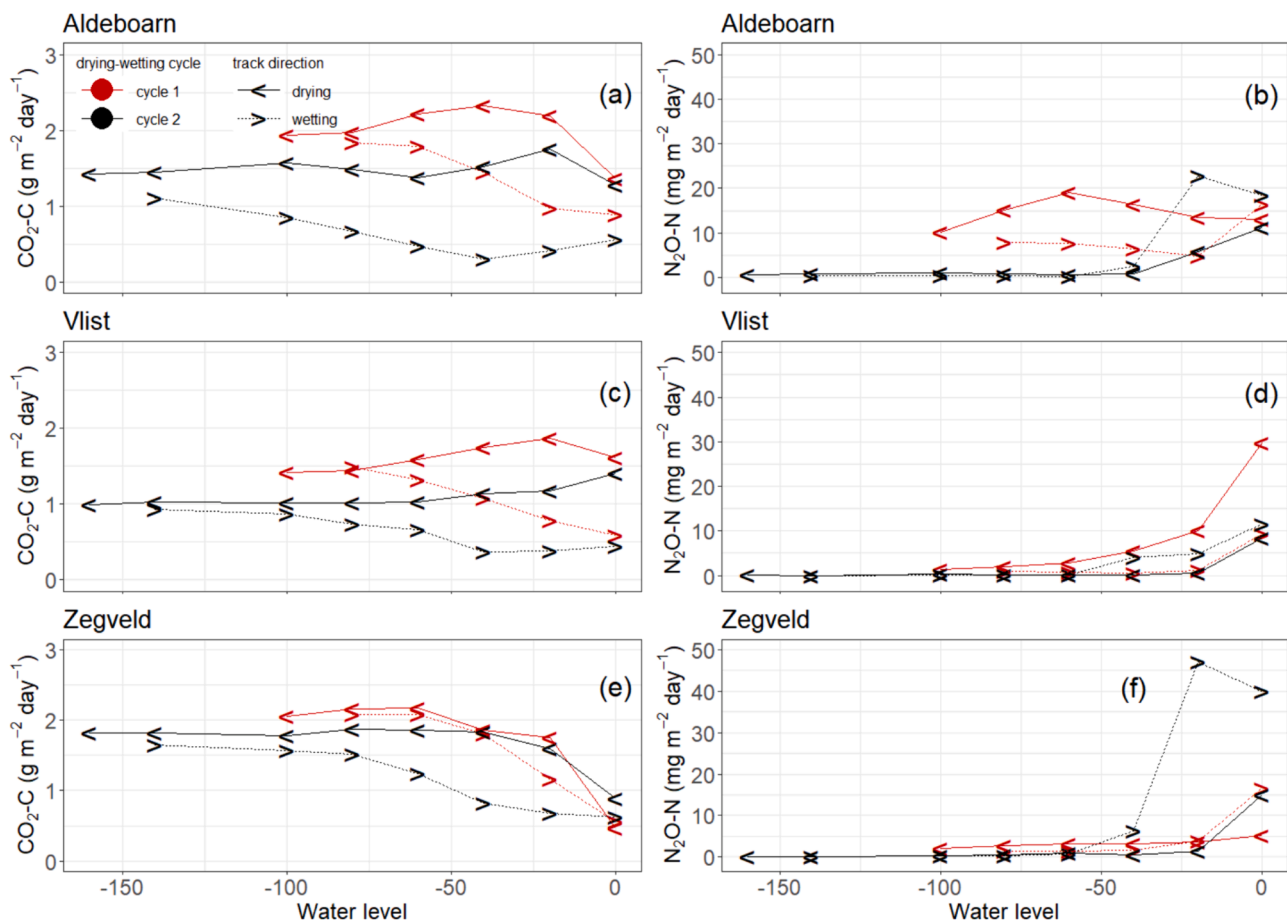 Aldeboarn
CO₂-C (g m⁻² day⁻¹)
3
2
1
0
drying-wetting cycle
cycle 1
cycle 2
track direction
drying
wetting
(a)
-150
-100
-50
0
Aldeboarn
N₂O-N (mg m⁻² day⁻¹)
50
40
30
20
10
0
(b)
Vlist
CO₂-C (g m⁻² day⁻¹)
3
2
1
0
(c)
Vlist
N₂O-N (mg m⁻² day⁻¹)
50
40
30
20
10
0
(d)
Zegveld
CO₂-C (g m⁻² day⁻¹)
3
2
1
0
(e)
-150
-100
-50
0
Water level
Zegveld
N₂O-N (mg m⁻² day⁻¹)
50
40
30
20
10
0
(f)
-150
-100
-50
0
Water level